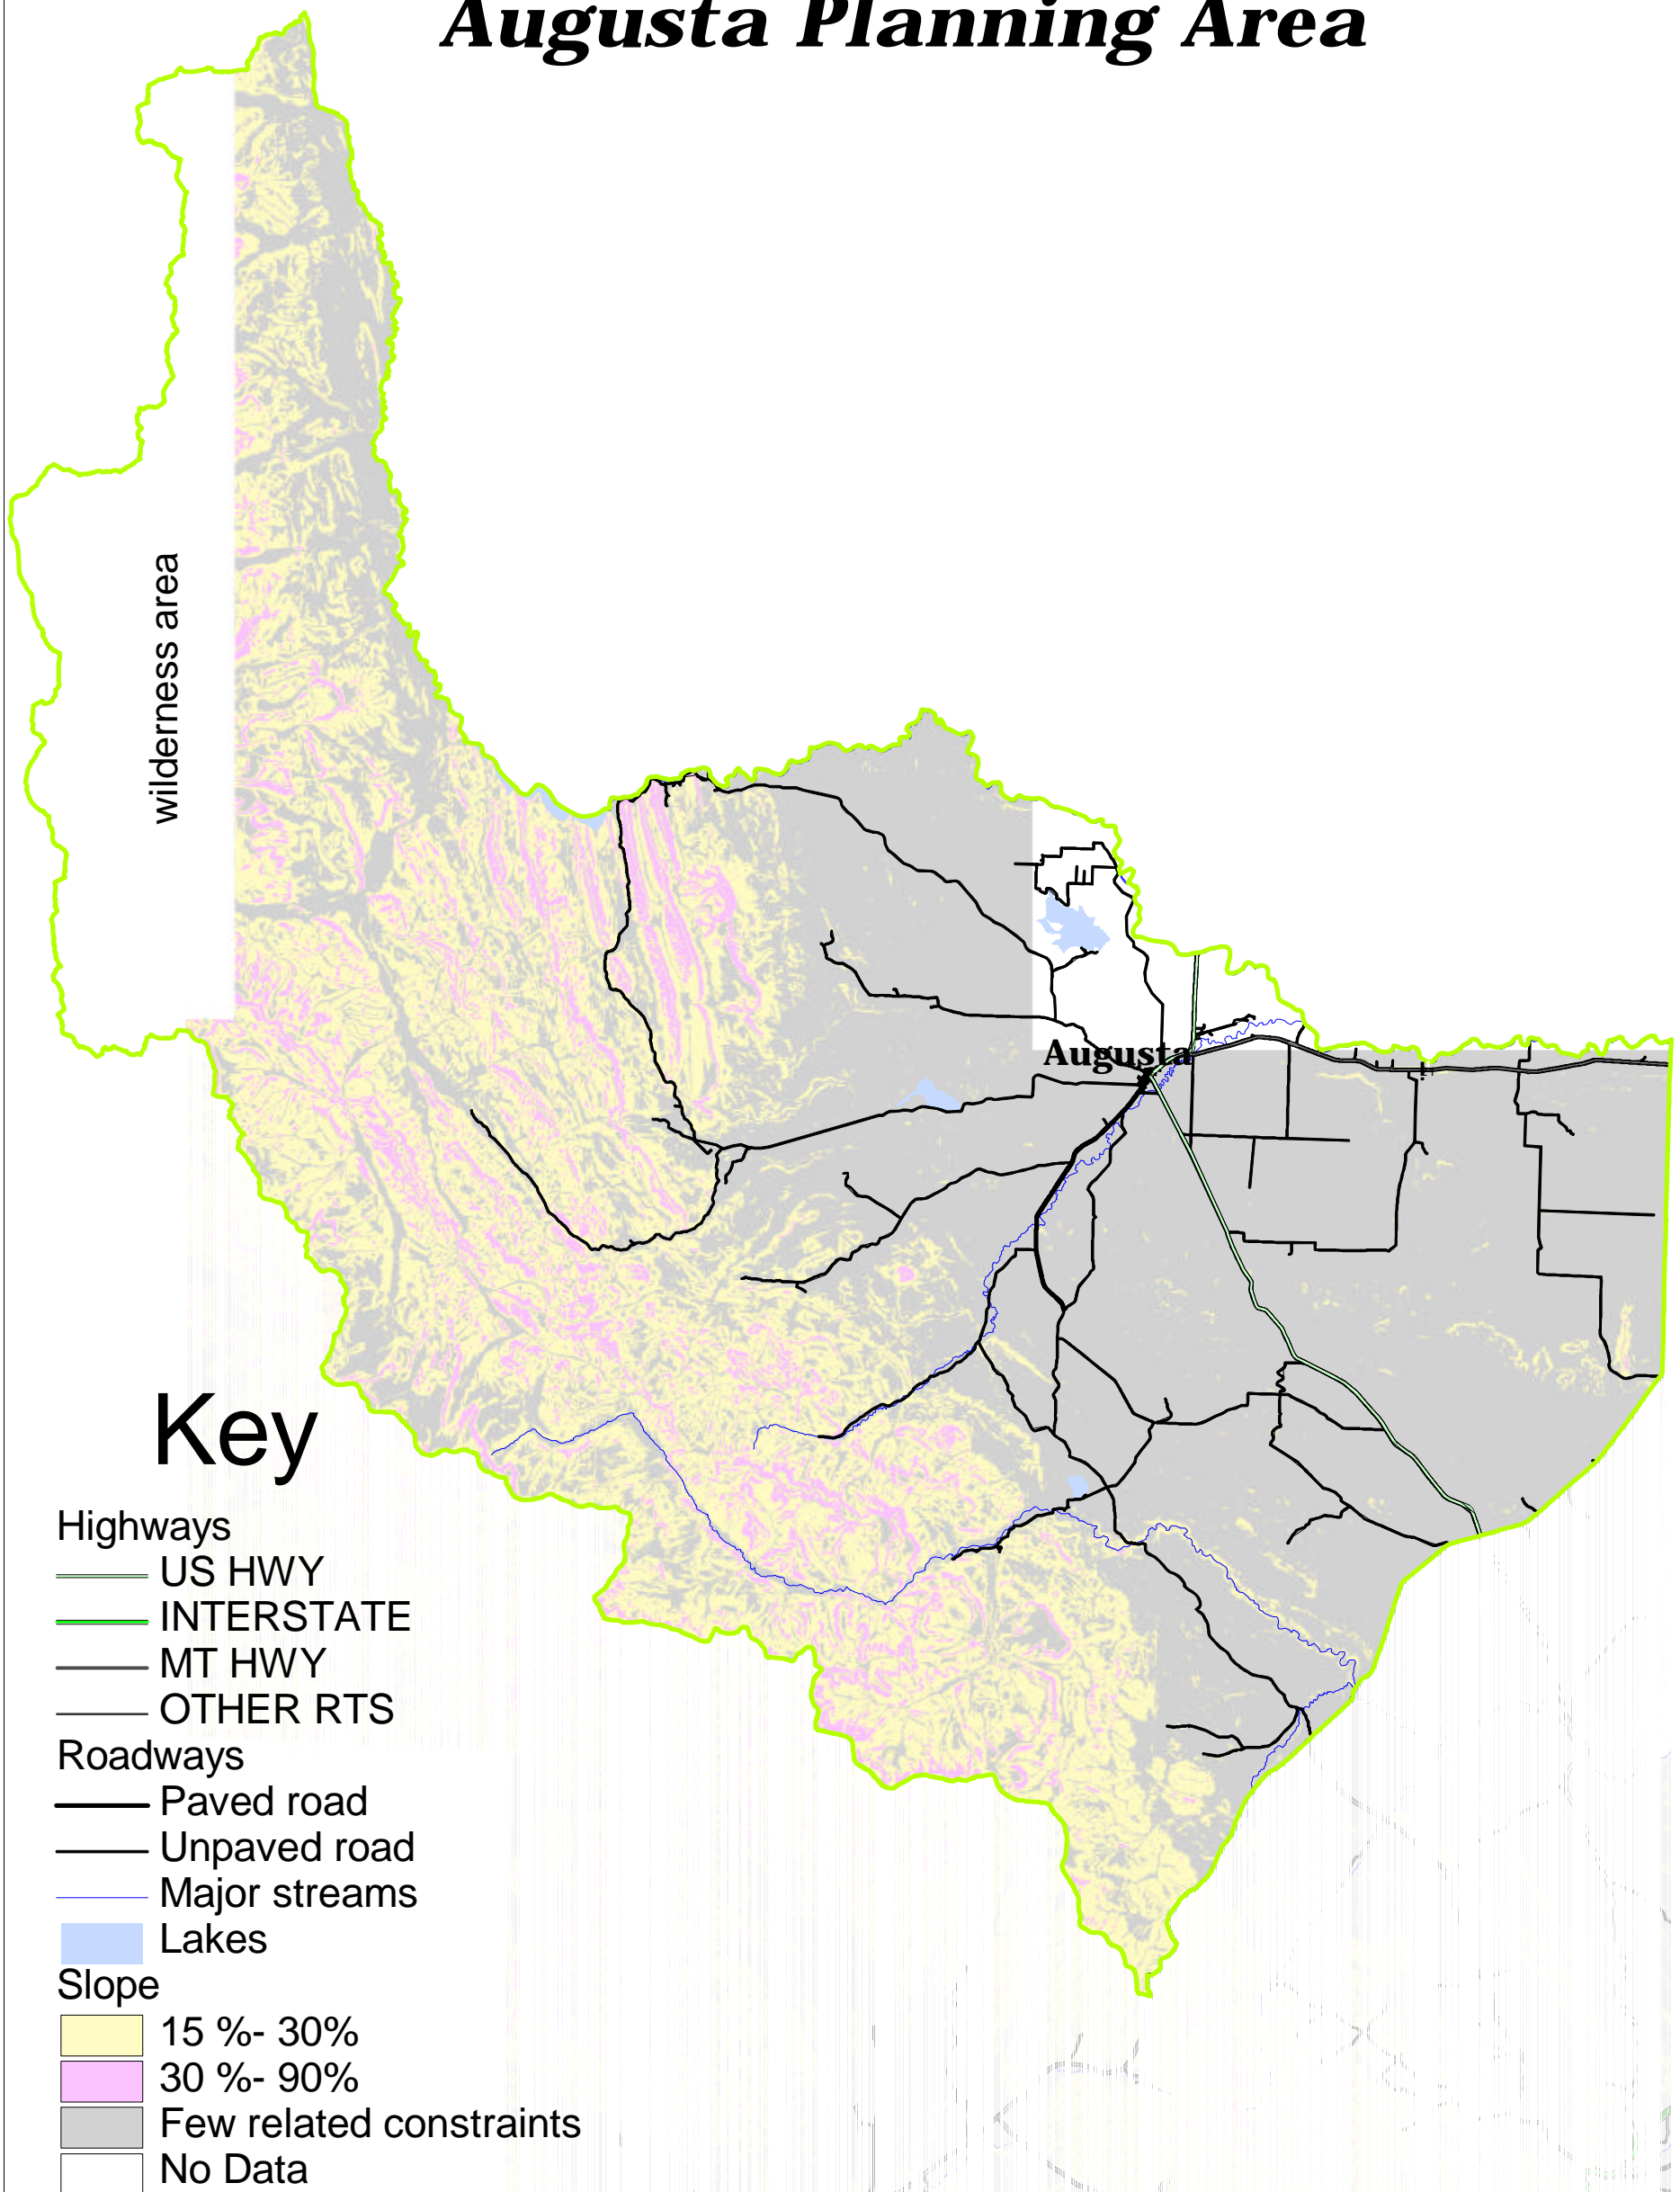 Augusta Planning Area
wilderness area
Augusta
Key
Highways
US HWY
INTERSTATE
MT HWY
OTHER RTS
Roadways
Paved road
Unpaved road
Major streams
Lakes
Slope
15 %- 30%
30 %- 90%
Few related constraints
No Data